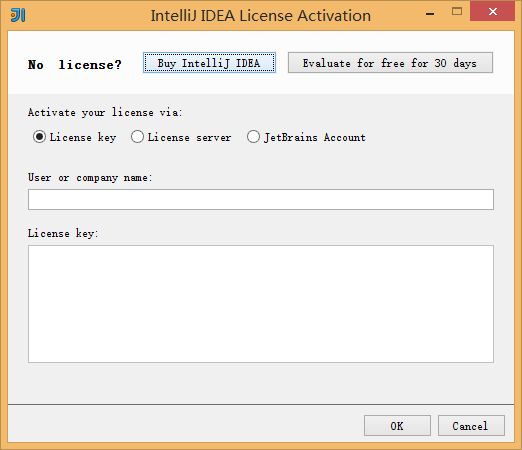 IntelliJ IDEA License Activation
No license? Buy IntelliJ IDEA Evaluate for free for 30 days
Activate your license via:
License key License server JetBrains Account
User or company name:
License key:
OK Cancel